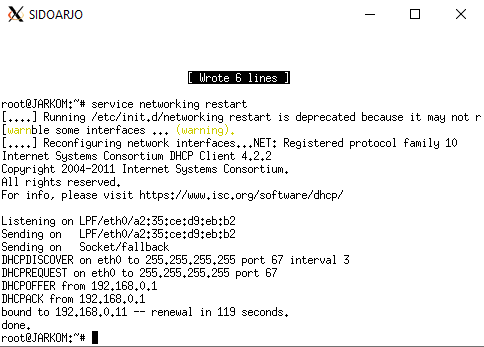 SIDOARJO
[ Wrote 6 lines ]
root@JARKOM:~# service networking restart
[....] Running /etc/init.d/networking restart is deprecated because it may not r
[warnble some interfaces ... (warning).
[....] Reconfiguring network interfaces...NET: Registered protocol family 10
Internet Systems Consortium DHCP Client 4.2.2
Copyright 2004-2011 Internet Systems Consortium.
All rights reserved.
For info, please visit https://www.isc.org/software/dhcp/
Listening on LPF/eth0/a2:35:ce:d9:eb:b2
Sending on   LPF/eth0/a2:35:ce:d9:eb:b2
Sending on   Socket/fallback
DHCPDISCOVER on eth0 to 255.255.255.255 port 67 interval 3
DHCPREQUEST on eth0 to 255.255.255.255 port 67
DHCPOFFER from 192.168.0.1
DHCPACK from 192.168.0.1
bound to 192.168.0.11 -- renewal in 119 seconds.
done.
root@JARKOM:~#